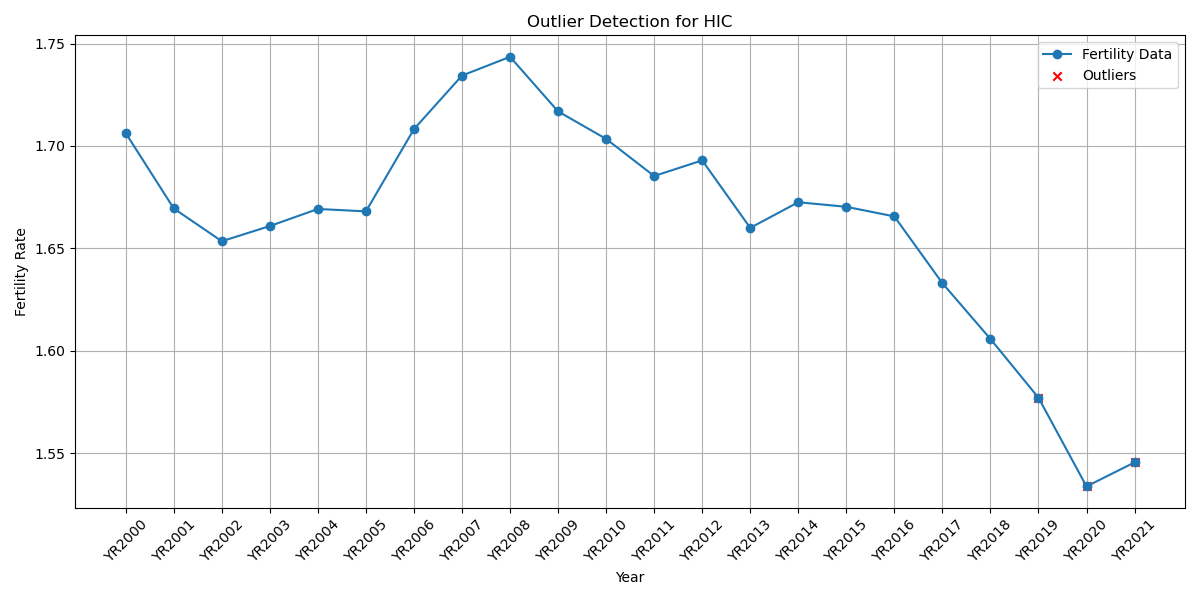 Outlier Detection for HIC
Fertility Data
Outliers
Fertility Rate
1.75
1.70
1.65
1.60
1.55
YR2000
YR2001
YR2002
YR2003
YR2004
YR2005
YR2006
YR2007
YR2008
YR2009
YR2010
YR2011
YR2012
YR2013
YR2014
YR2015
YR2016
YR2017
YR2018
YR2019
YR2020
YR2021
Year